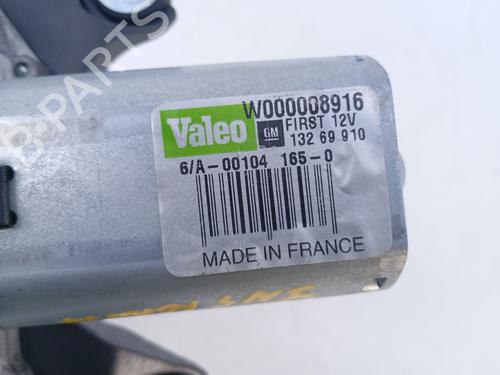 B-PARTS
W000008916
Valeo
GM
FIRST 12V
132 69 910
6/A-00104 165-0
MADE IN FRANCE